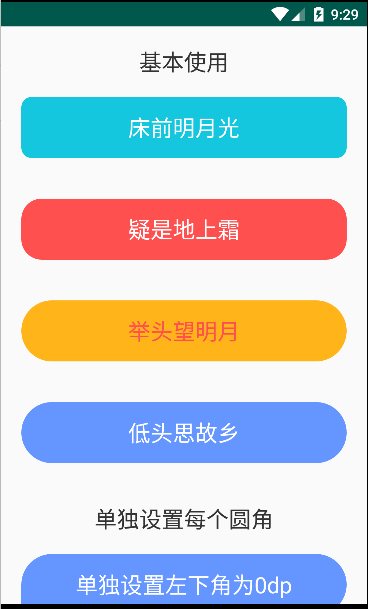 9:29
基本使用
床前明月光
疑是地上霜
举头望明月
低头思故乡
单独设置每个圆角
单独设置左下角为0dp